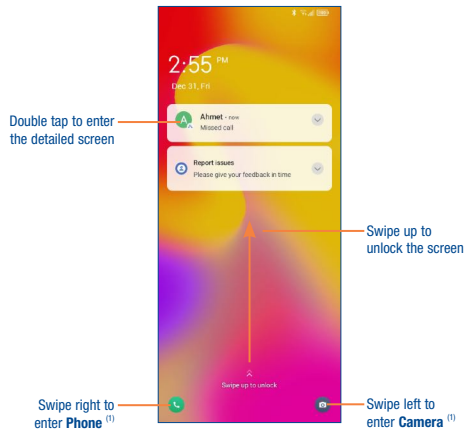 2:55 PM
Dec 31, Fri
A
Ahmet • now
Missed call
Report issues
Please give your feedback in time
Double tap to enter
the detailed screen
Swipe up to
unlock the screen
Swipe up to unlock
Swipe right to
enter Phone (1)
Swipe left to
enter Camera (1)